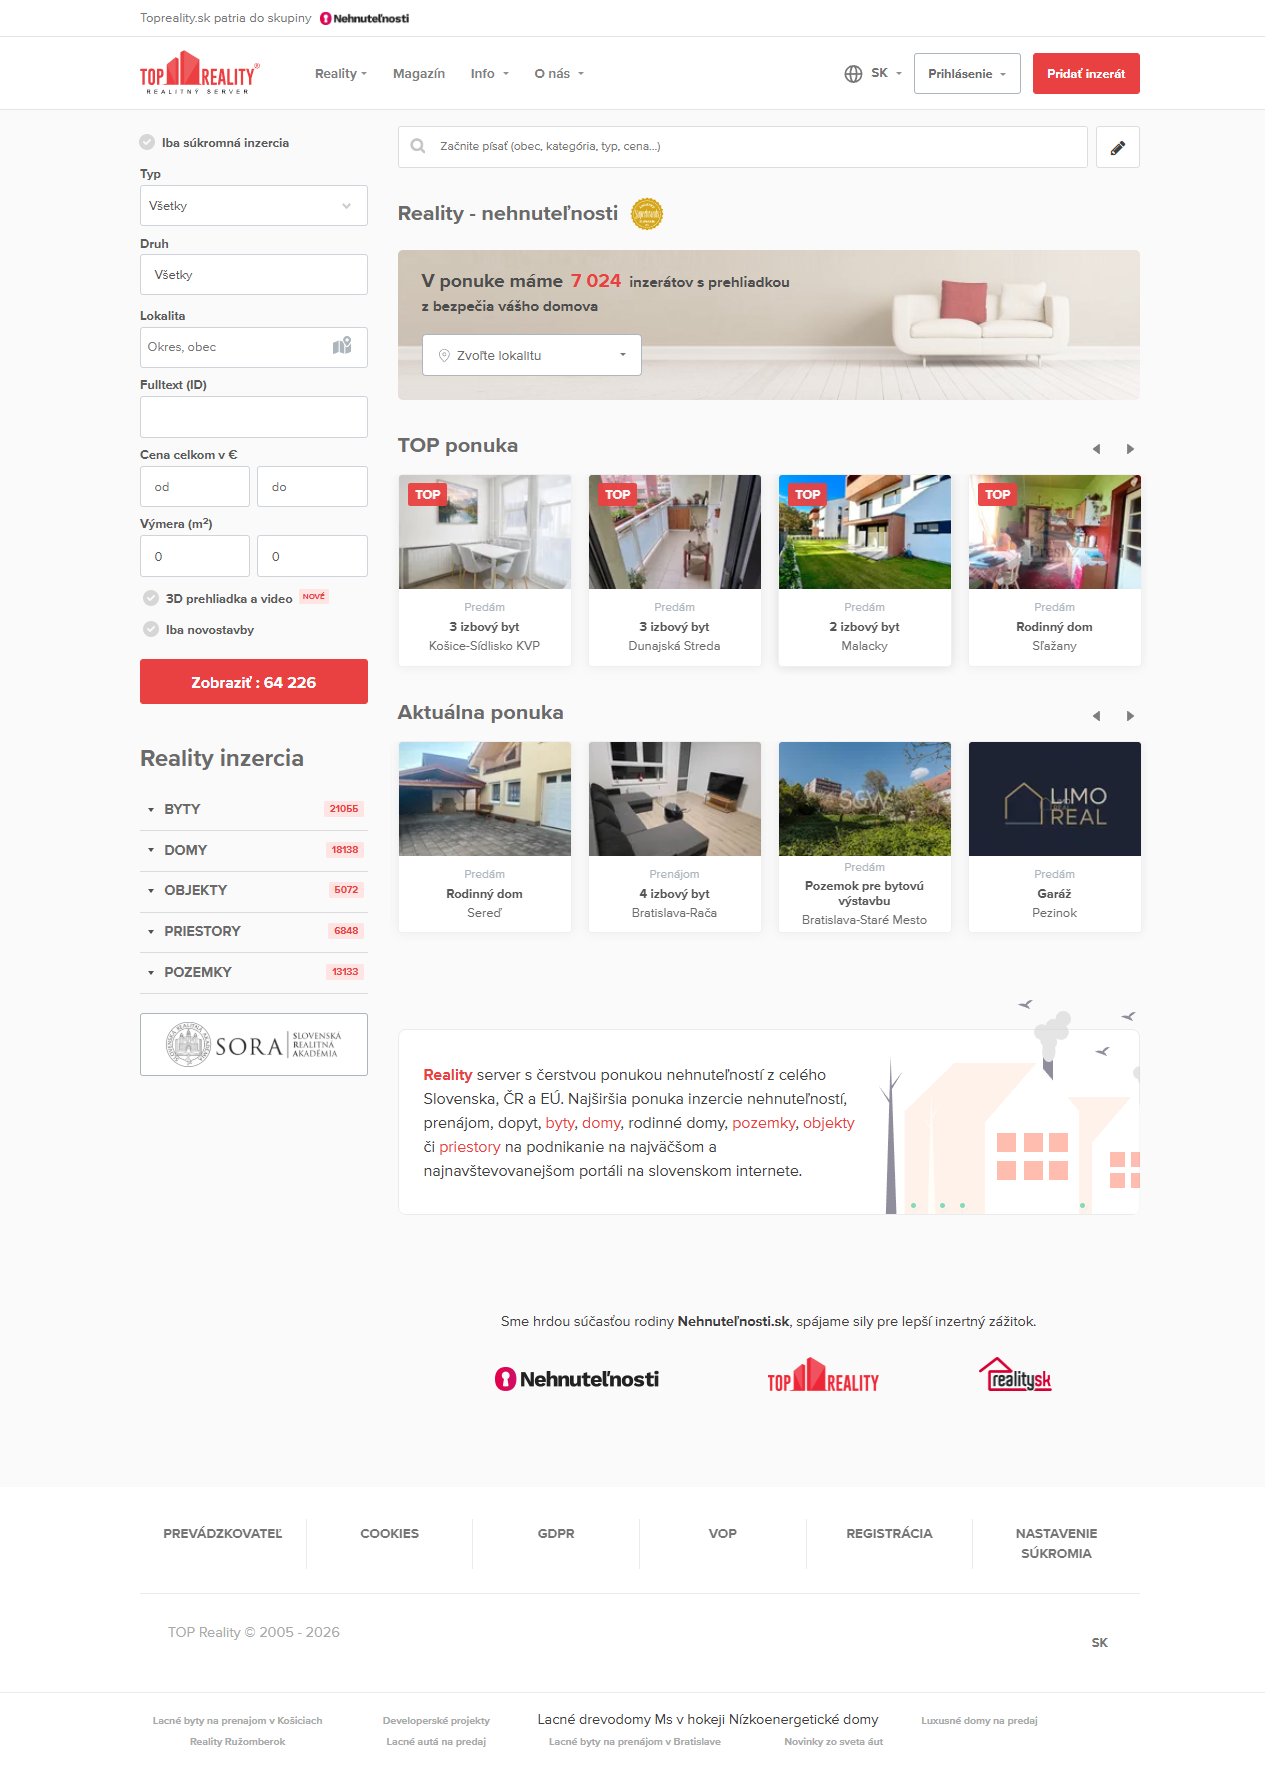 Topreality.sk patria do skupiny Nehnuteľnosti
TOP REALITY®
REALITNÝ SERVER
Reality
Magazín
Info
O nás
SK
Prihlásenie
Pridať inzerát
Iba súkromná inzercia
Typ
Všetky
Druh
Všetky
Lokalita
Okres, obec
Fulltext (ID)
Cena celkom v €
od
do
Výmera (m²)
0
0
3D prehliadka a video NOVÉ
Iba novostavby
Zobraziť : 64 226
Reality inzercia
BYTY 21055
DOMY 18138
OBJEKTY 5072
PRIESTORY 6848
POZEMKY 13133
SORA
SLOVENSKÁ
REALITNÁ
AKADÉMIA
Začnite písať (obec, kategória, typ, cena...)
Reality - nehnuteľnosti
V ponuke máme 7 024 inzerátov s prehliadkou
z bezpečia vášho domova
Zvoľte lokalitu
TOP ponuka
TOP
Predám
3 izbový byt
Košice-Sídlisko KVP
TOP
Predám
3 izbový byt
Dunajská Streda
TOP
Predám
2 izbový byt
Malacky
TOP
Predám
Rodinný dom
Sľažany
Aktuálna ponuka
Predám
Rodinný dom
Sereď
Prenájom
4 izbový byt
Bratislava-Rača
SGW
Predám
Pozemok pre bytovú
výstavbu
Bratislava-Staré Mesto
LIMO
REAL
Predám
Garáž
Pezinok
Reality server s čerstvou ponukou nehnuteľností z celého
Slovenska, ČR a EÚ. Najširšia ponuka inzercie nehnuteľností,
prenájom, dopyt, byty, domy, rodinné domy, pozemky, objekty
či priestory na podnikanie na najväčšom a
najnavštevovanejšom portáli na slovenskom internete.
Sme hrdou súčasťou rodiny Nehnuteľnosti.sk, spájame sily pre lepší inzertný zážitok.
Nehnuteľnosti
TOP REALITY
realitysk
PREVÁDZKOVATEĽ
COOKIES
GDPR
VOP
REGISTRÁCIA
NASTAVENIE
SÚKROMIA
TOP Reality © 2005 - 2026
SK
Lacné byty na prenajom v Košiciach
Developerské projekty
Lacné drevodomy Ms v hokeji Nízkoenergetické domy
Luxusné domy na predaj
Reality Ružomberok
Lacné autá na predaj
Lacné byty na prenájom v Bratislave
Novinky zo sveta áut